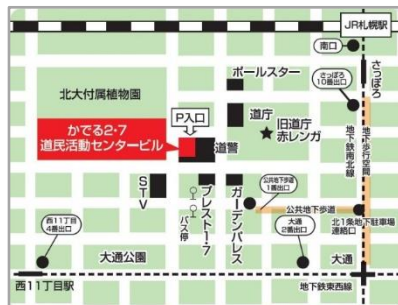 JR札幌駅
南口
さっぽろ
10番出口
さっぽろ
ポールスター
北大付属植物園
P入口
道庁
旧道庁
赤レンガ
地下鉄南北線
地下歩行空間
かでる2・7
道民活動センタービル
道警
STV
バス停
プレスト1・7
ガーデンパレス
公共地下歩道
1番出口
公共地下歩道
北1条地下駐車場
連絡口
西11丁目
4番出口
大通公園
大通
2番出口
大通
西11丁目駅
地下鉄東西線